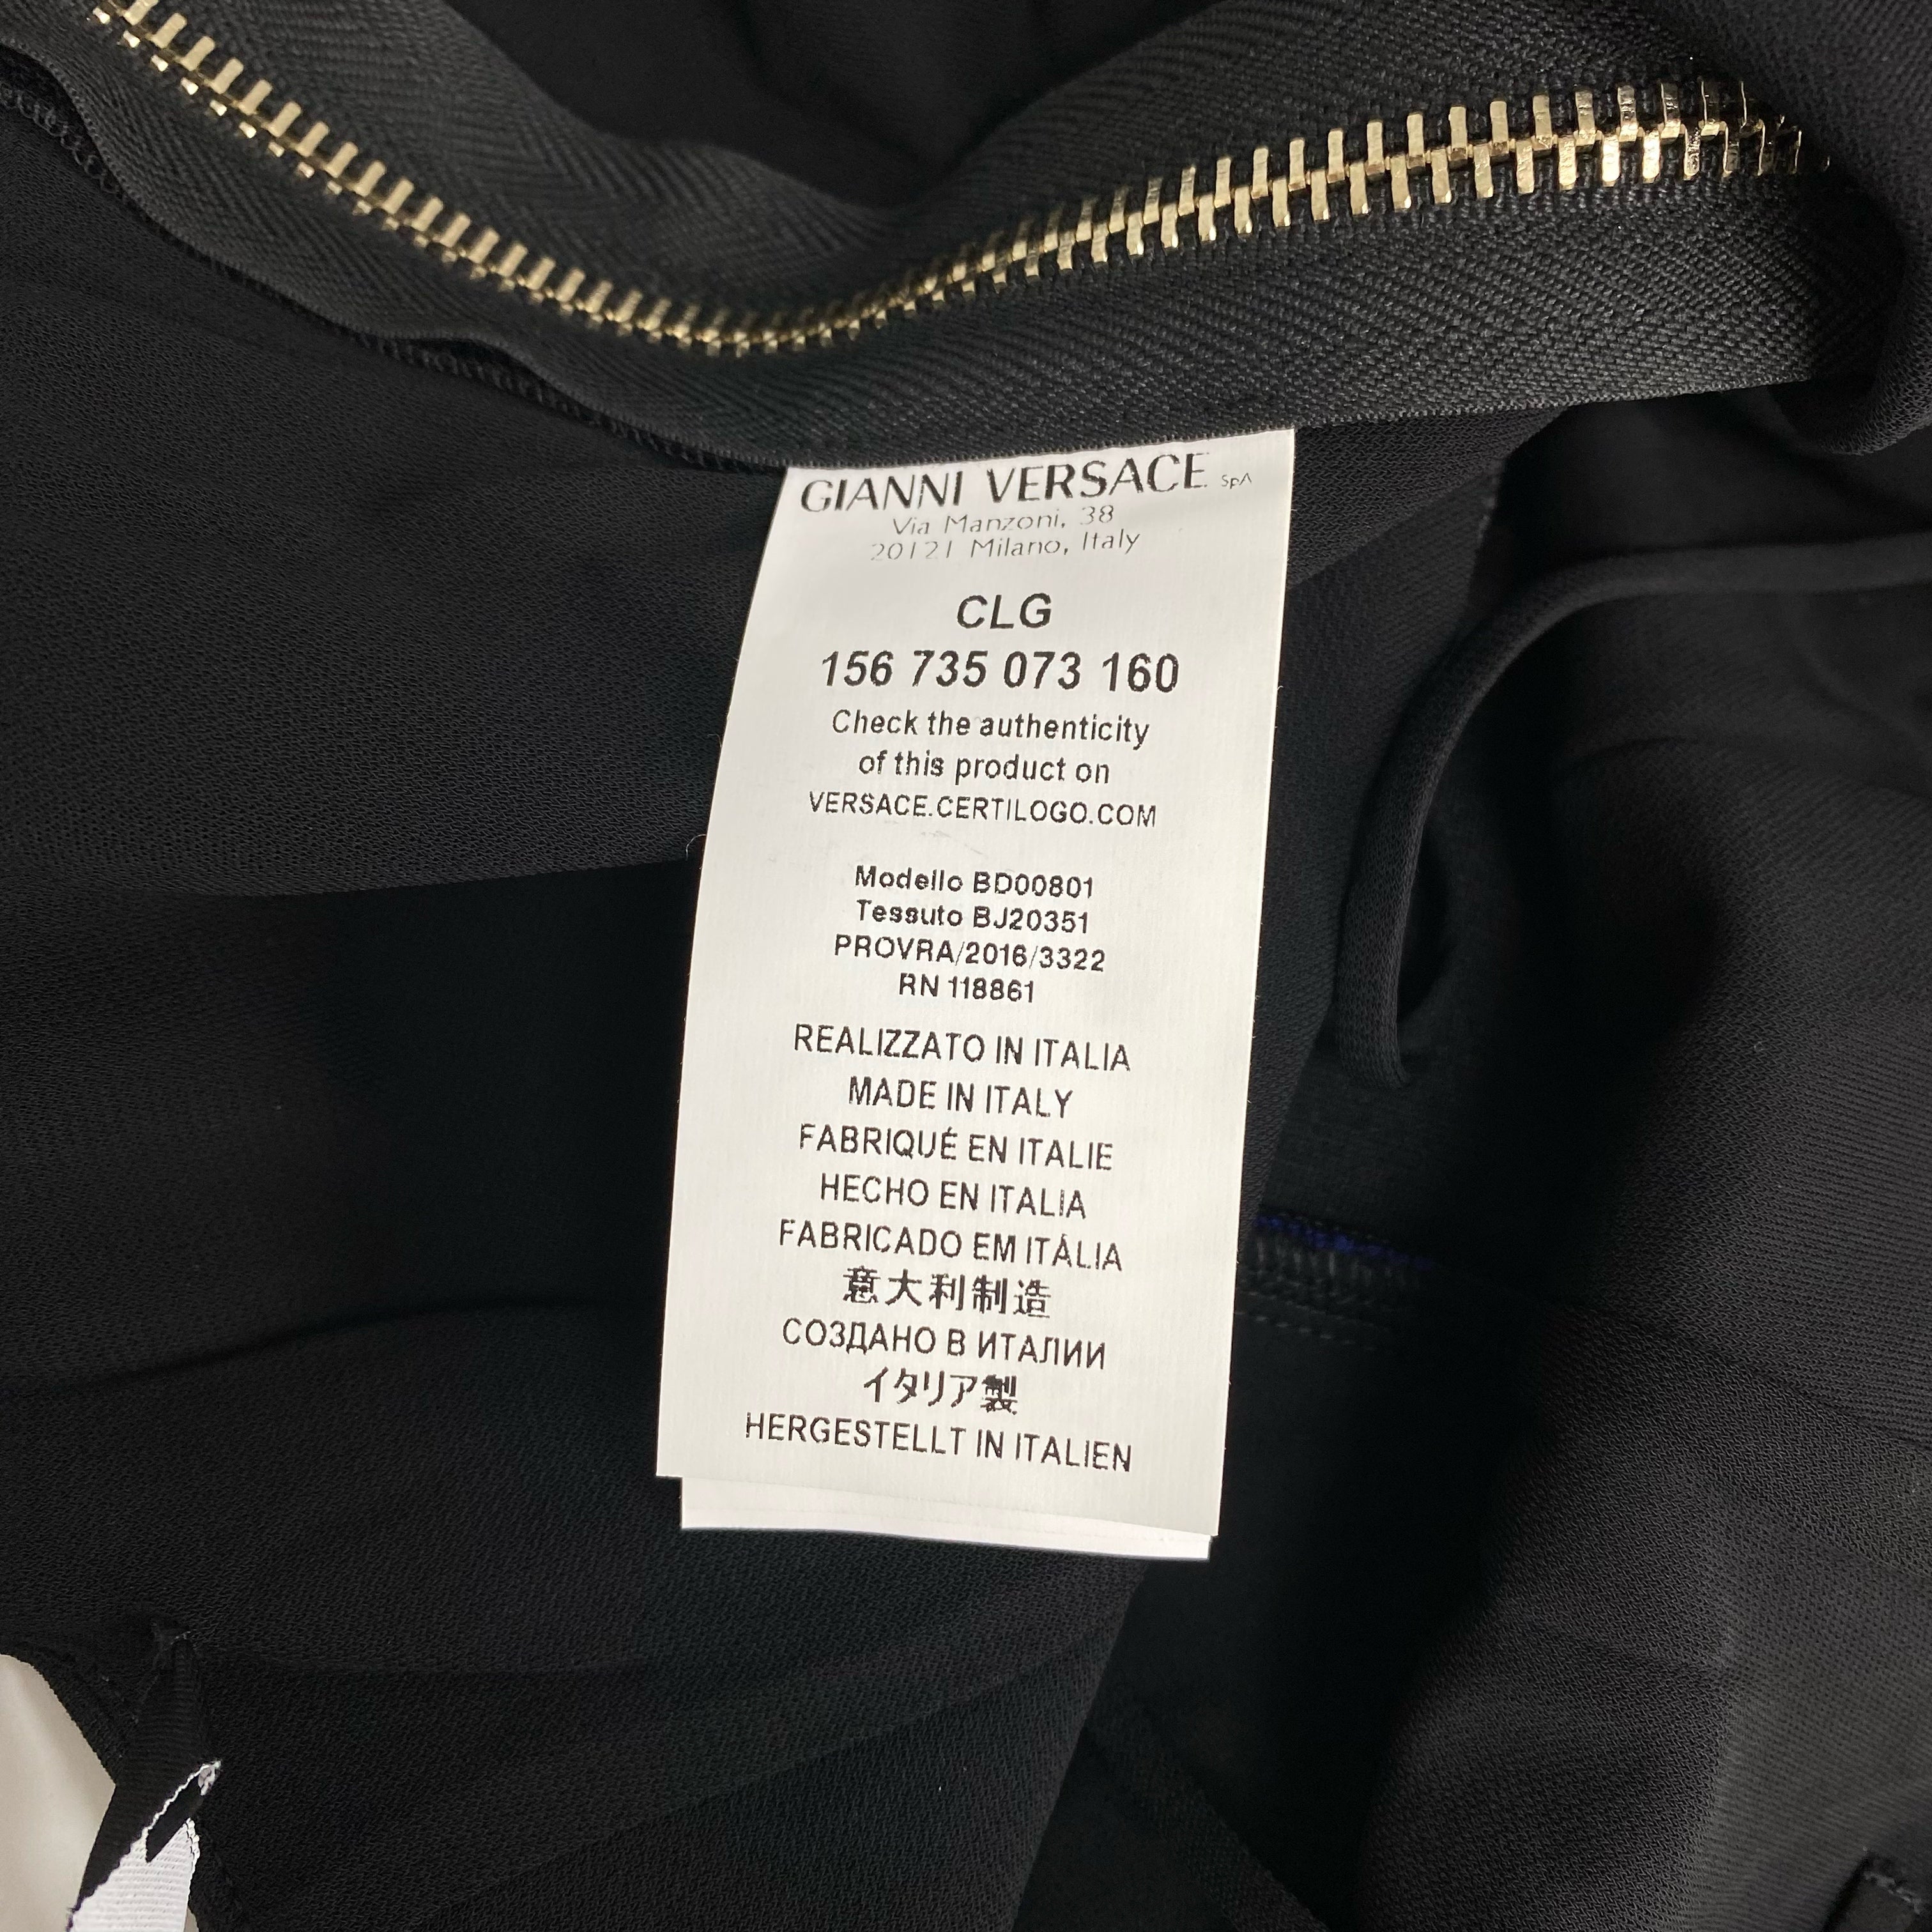 GIANNI VERSACE SpA
Via Manzoni, 38
20121 Milano, Italy
CLG
156 735 073 160
Check the authenticity
of this product on
VERSACE.CERTILOGO.COM
Modello BD00801
Tessuto BJ20351
PROVRA/2016/3322
RN 118861
REALIZZATO IN ITALIA
MADE IN ITALY
FABRIQUÉ EN ITALIE
HECHO EN ITALIA
FABRICADO EM ITÁLIA
意大利制造
СОЗДАНО В ИТАЛИИ
イタリア製
HERGESTELLT IN ITALIEN